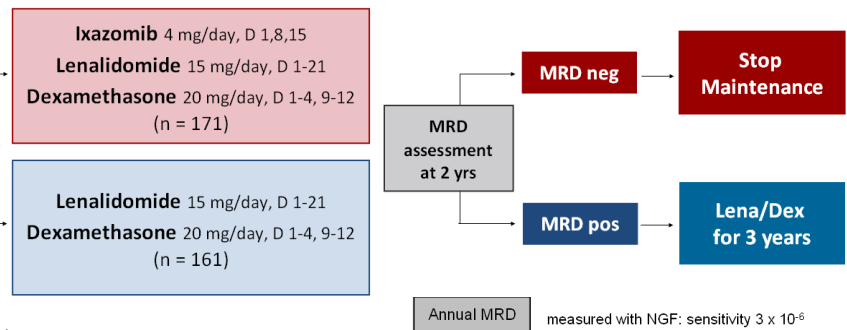 Ixazomib 4 mg/day, D 1,8,15
Lenalidomide 15 mg/day, D 1-21
Dexamethasone 20 mg/day, D 1-4, 9-12
(n = 171)
Lenalidomide 15 mg/day, D 1-21
Dexamethasone 20 mg/day, D 1-4, 9-12
(n = 161)
MRD
assessment
at 2 yrs
MRD neg
Stop
Maintenance
MRD pos
Lena/Dex
for 3 years
Annual MRD
measured with NGF: sensitivity 3 x 10⁻⁶